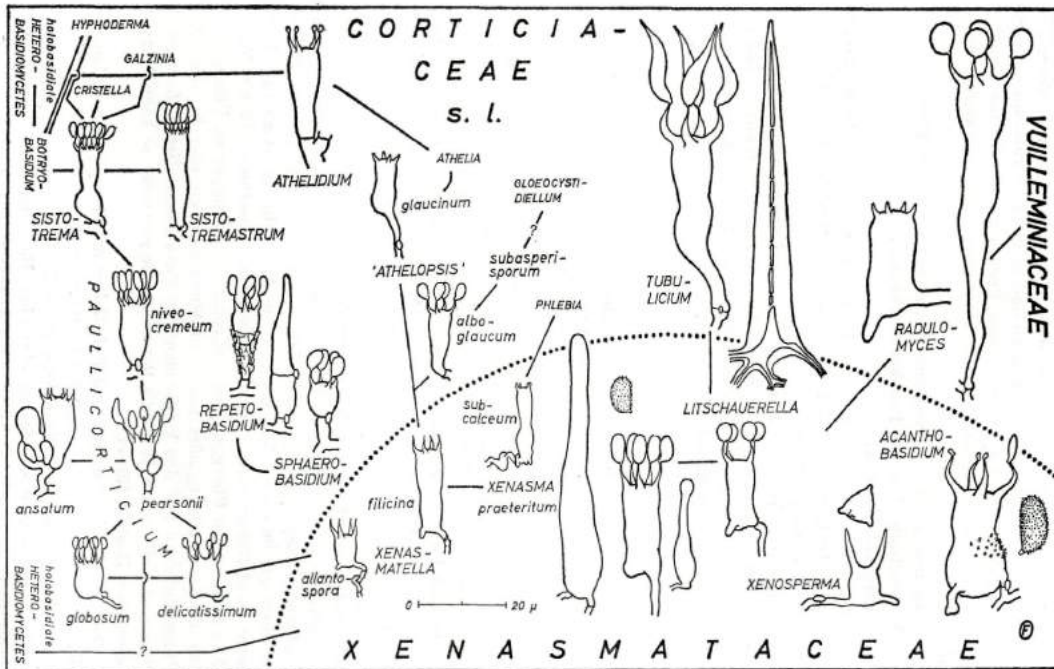 CORTICIA-
CEAE
s. l.
holobasidiale
HETERO-
BASIDIOMYCETES
HYPHODERMA
GALZINIA
CRISTELLA
BOTRYO-
BASIDIUM
SISTO-
TREMA
SISTO-
TREMASTRUM
ATHELIDIUM
ATHELIA
glaucinum
'ATHELOPSIS'
GLOEOCYSTI-
DIELLUM
?
subasperi-
sporum
albo-
glaucum
PHLEBIA
TUBU-
LICIUM
LITSCHAUERELLA
RADULO-
MYCES
VUILLEMINIACEAE
niveo-
cremeum
PAULLICORTICIUM
REPETO-
BASIDIUM
SPHAERO-
BASIDIUM
ansatum
pearsonii
globosum
delicatissimum
holobasidiale
HETERO-
BASIDIOMYCETES
?
sub-
calceum
filicina
XENASMA
praeteritum
allanto-
spora
XENAS-
MATELLA
0 20 µ
ACANTHO-
BASIDIUM
XENOSPERMA
XENASMATACEAE